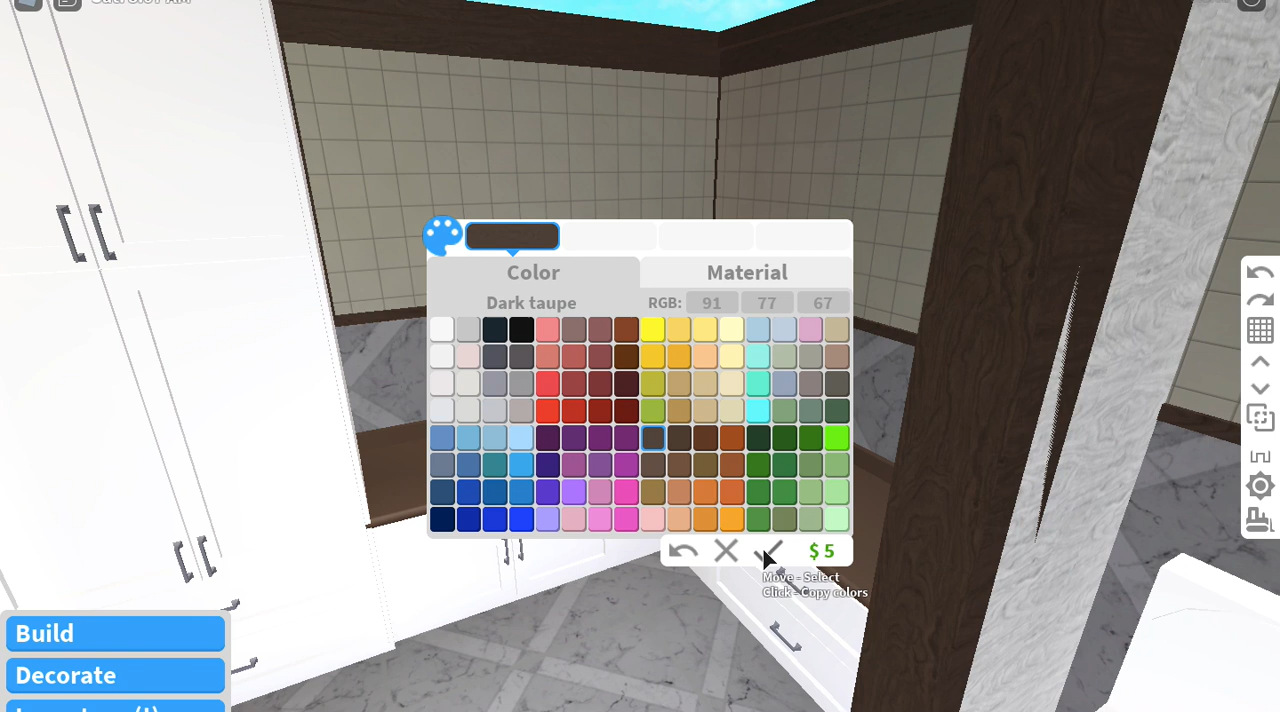 Color
Material
Dark taupe
RGB: 91 77 67
$ 5
Move - Select
Click - Copy colors
Build
Decorate